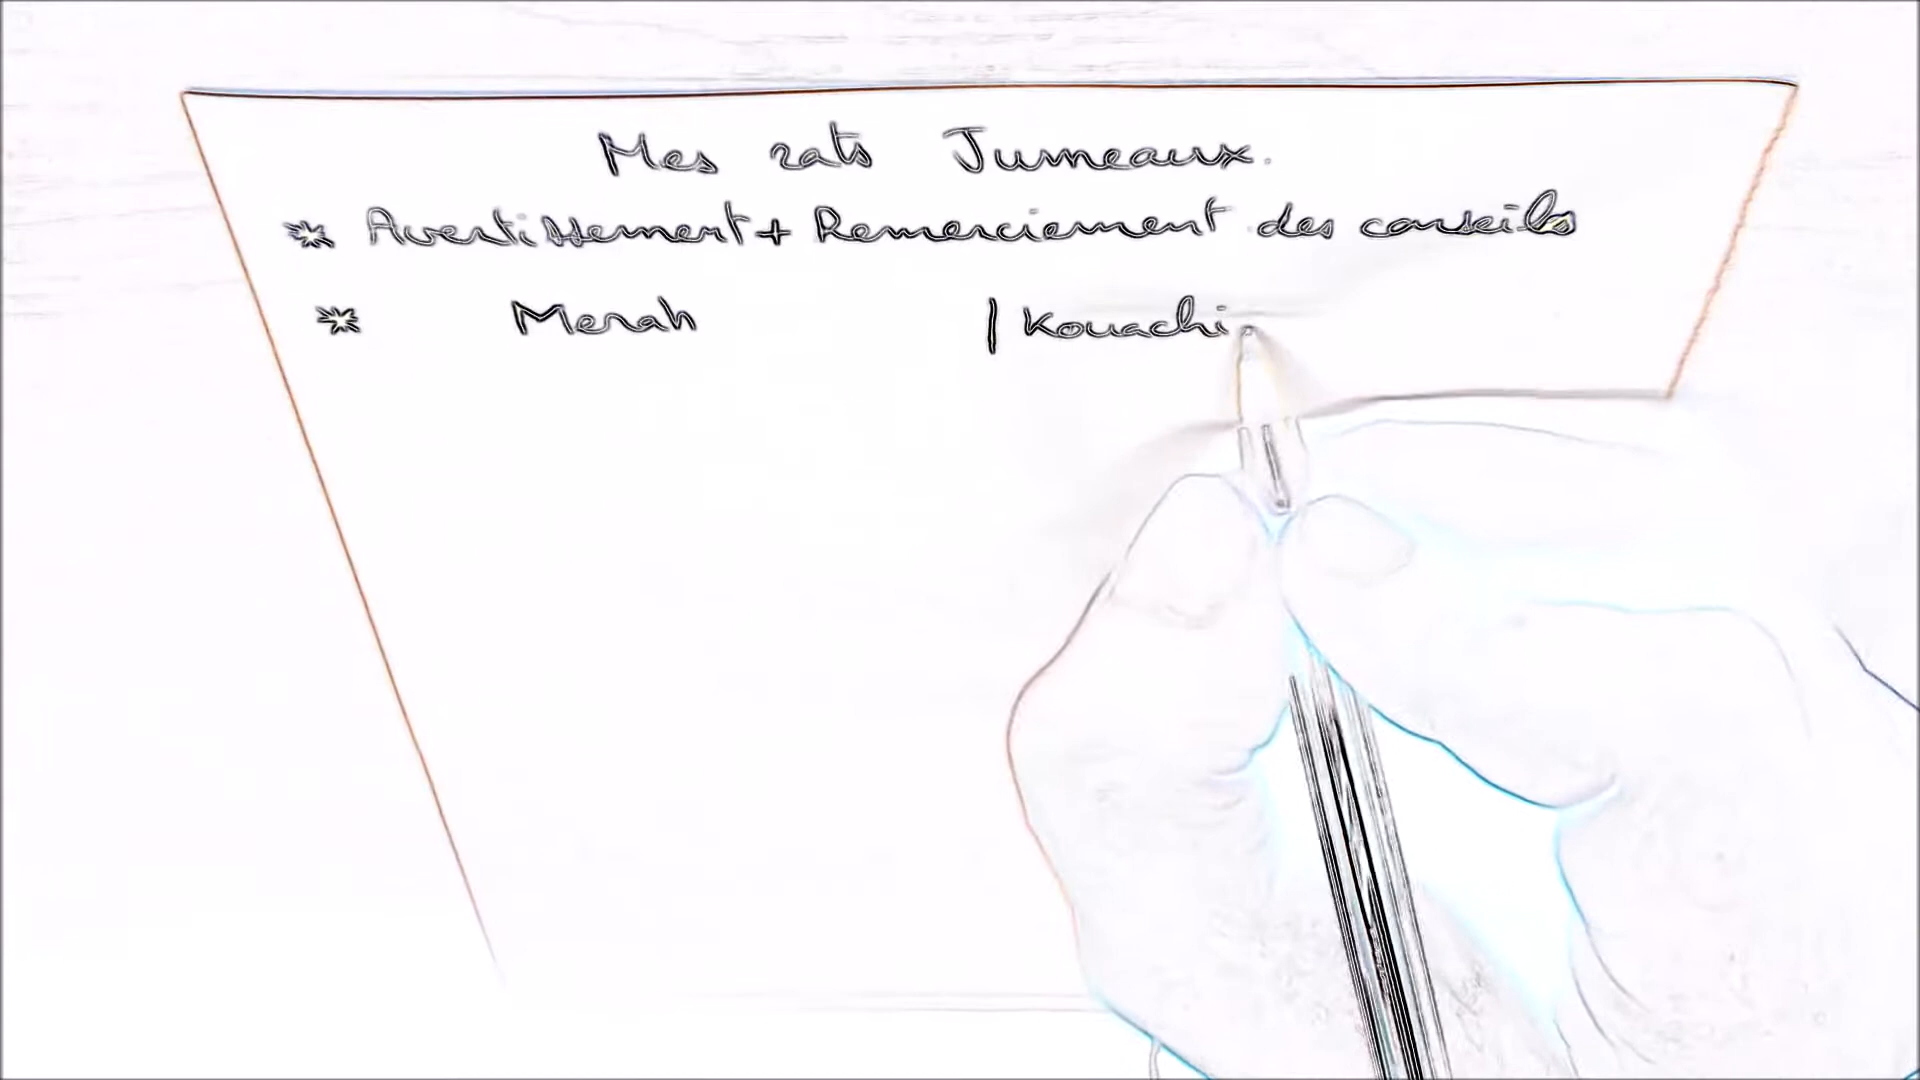 Mes rats Jumeaux.
* Avertissement + Remerciement des conseils
* Merah | Kouachi